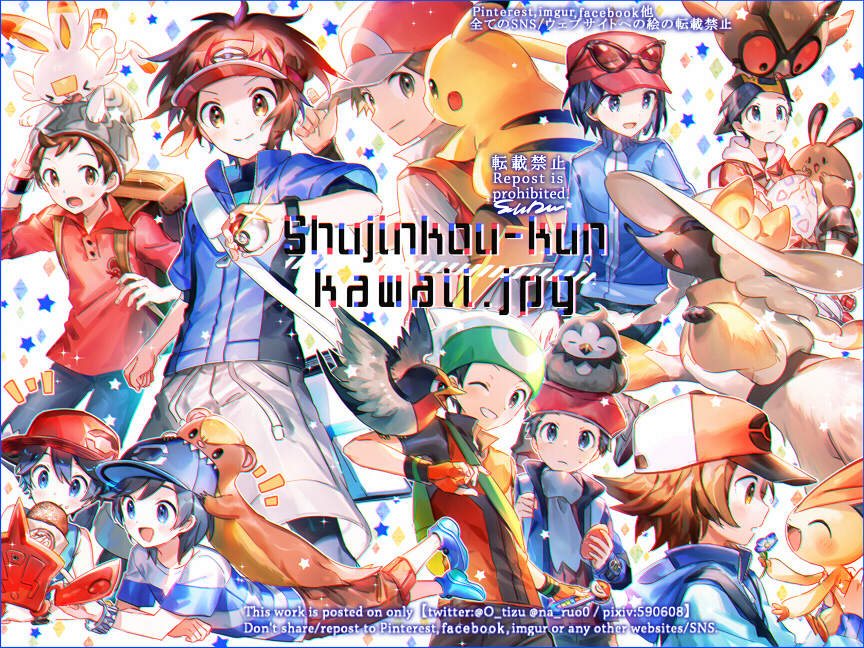 Pinterest,imgur,facebook他
全てのSNS/ウェブサイトへの絵の転載禁止
転載禁止
Repost is
prohibited.
Shujinkou-kun
kawaii.jpg
This work is posted on only【twitter:@O_tizu @na_ruo0 / pixiv:590608】
Don't share/repost to Pinterest,facebook,imgur or any other websites/SNS.